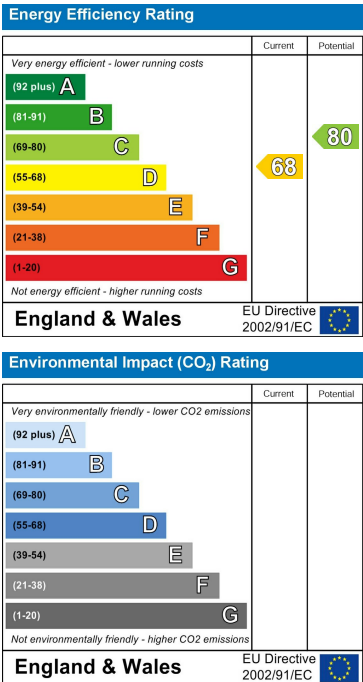 Energy Efficiency Rating
Current Potential
Very energy efficient - lower running costs
(92 plus) A
(81-91) B
(69-80) C
(55-68) D
(39-54) E
(21-38) F
(1-20) G
68
80
Not energy efficient - higher running costs
England & Wales
EU Directive
2002/91/EC
Environmental Impact (CO₂) Rating
Current Potential
Very environmentally friendly - lower CO2 emissions
(92 plus) A
(81-91) B
(69-80) C
(55-68) D
(39-54) E
(21-38) F
(1-20) G
Not environmentally friendly - higher CO2 emissions
England & Wales
EU Directive
2002/91/EC